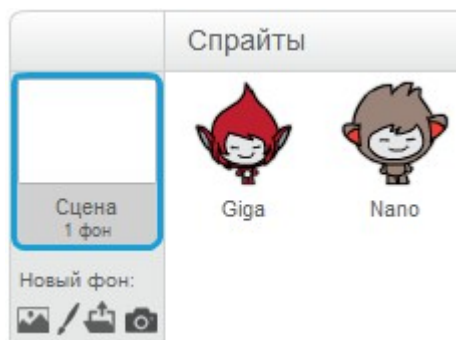 Спрайты
Сцена
1 фон
Giga
Nano
Новый фон: